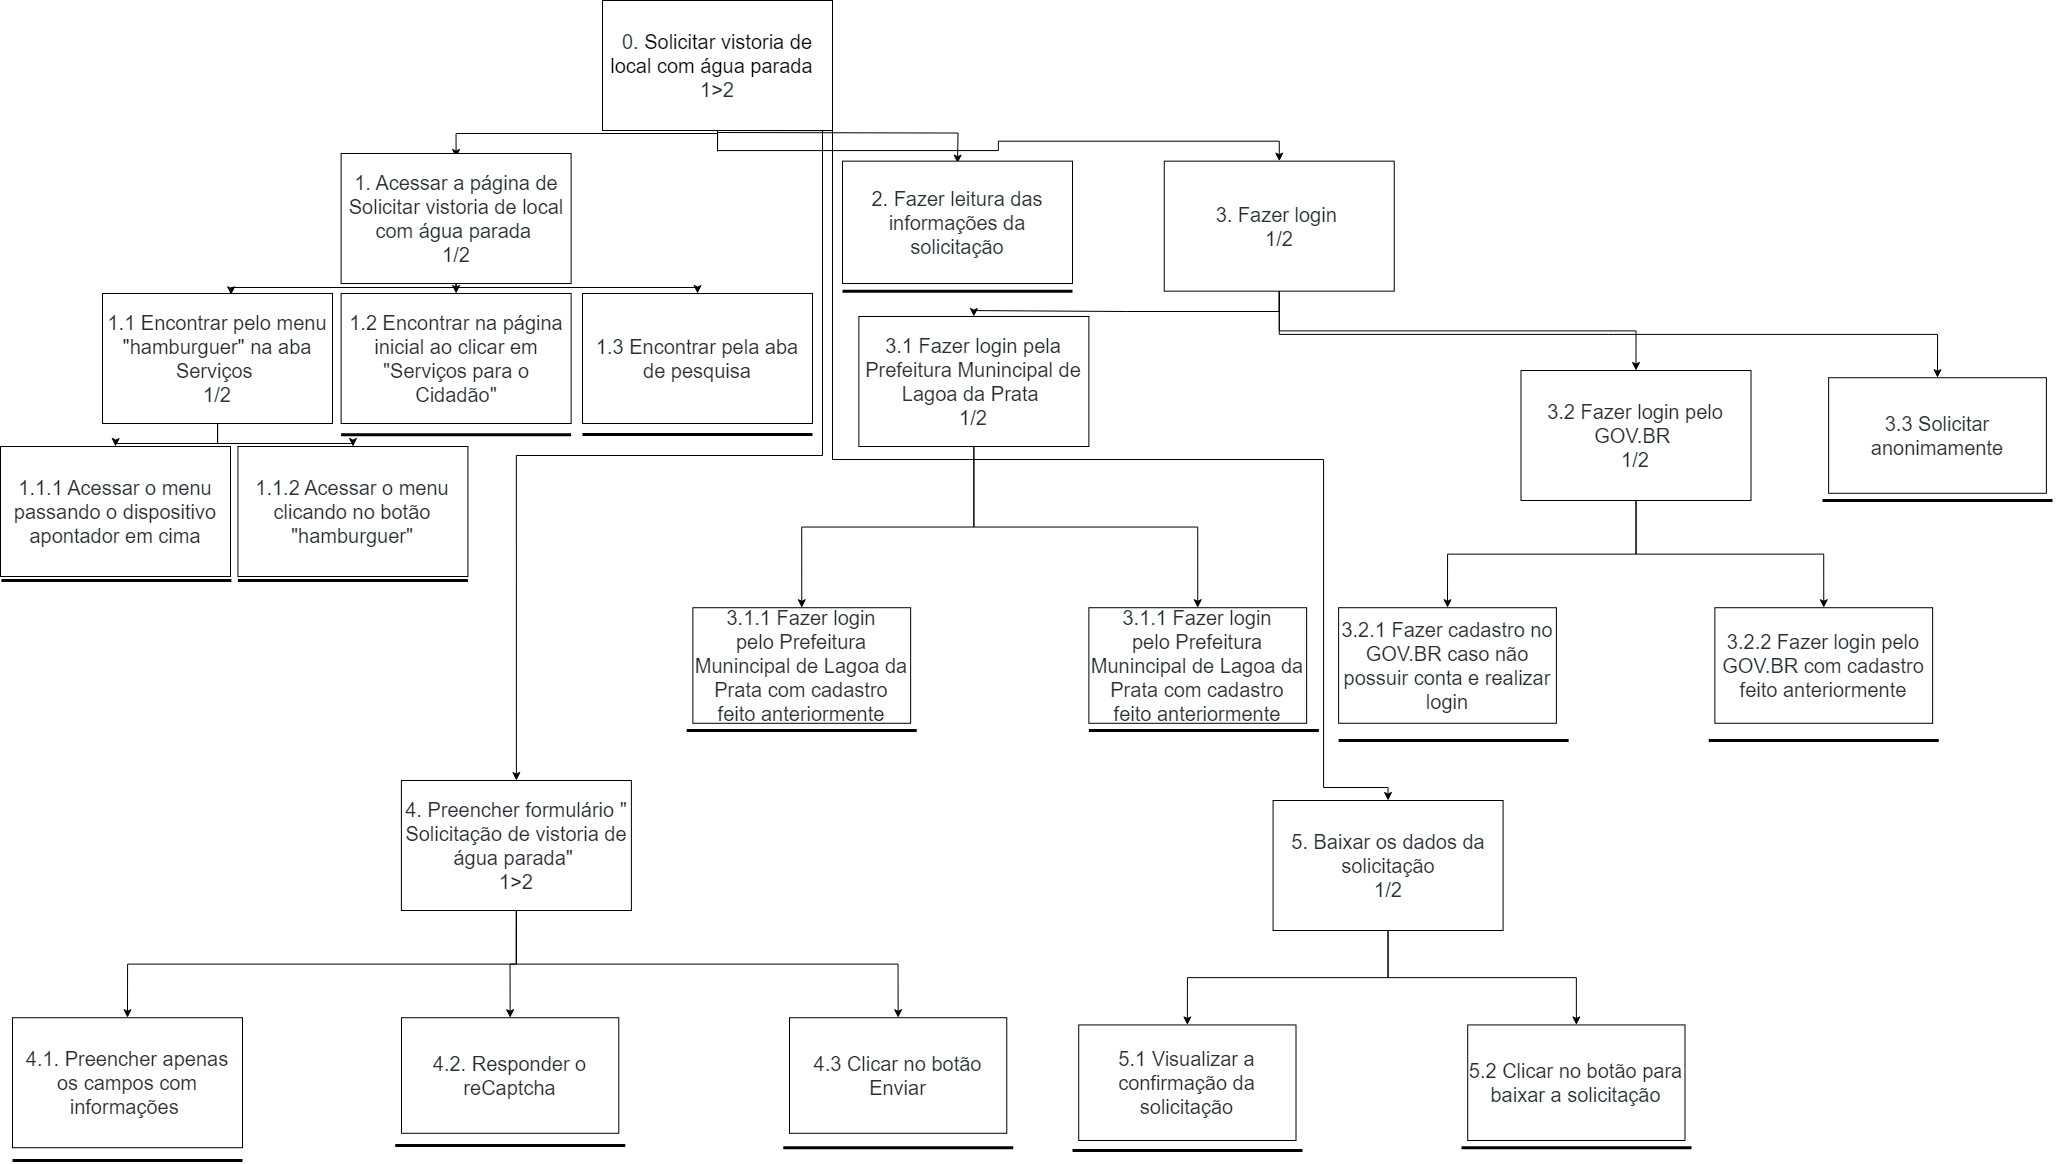 0. Solicitar vistoria de
local com água parada
1>2
1. Acessar a página de
Solicitar vistoria de local
com água parada
1/2
2. Fazer leitura das
informações da
solicitação
3. Fazer login
1/2
1.1 Encontrar pelo menu
"hamburguer" na aba
Serviços
1/2
1.2 Encontrar na página
inicial ao clicar em
"Serviços para o
Cidadão"
1.3 Encontrar pela aba
de pesquisa
3.1 Fazer login pela
Prefeitura Munincipal de
Lagoa da Prata
1/2
3.2 Fazer login pelo
GOV.BR
1/2
3.3 Solicitar
anonimamente
1.1.1 Acessar o menu
passando o dispositivo
apontador em cima
1.1.2 Acessar o menu
clicando no botão
"hamburguer"
3.1.1 Fazer login
pelo Prefeitura
Munincipal de Lagoa da
Prata com cadastro
feito anteriormente
3.1.1 Fazer login
pelo Prefeitura
Munincipal de Lagoa da
Prata com cadastro
feito anteriormente
3.2.1 Fazer cadastro no
GOV.BR caso não
possuir conta e realizar
login
3.2.2 Fazer login pelo
GOV.BR com cadastro
feito anteriormente
4. Preencher formulário "
Solicitação de vistoria de
água parada"
1>2
5. Baixar os dados da
solicitação
1/2
4.1. Preencher apenas
os campos com
informações
4.2. Responder o
reCaptcha
4.3 Clicar no botão
Enviar
5.1 Visualizar a
confirmação da
solicitação
5.2 Clicar no botão para
baixar a solicitação